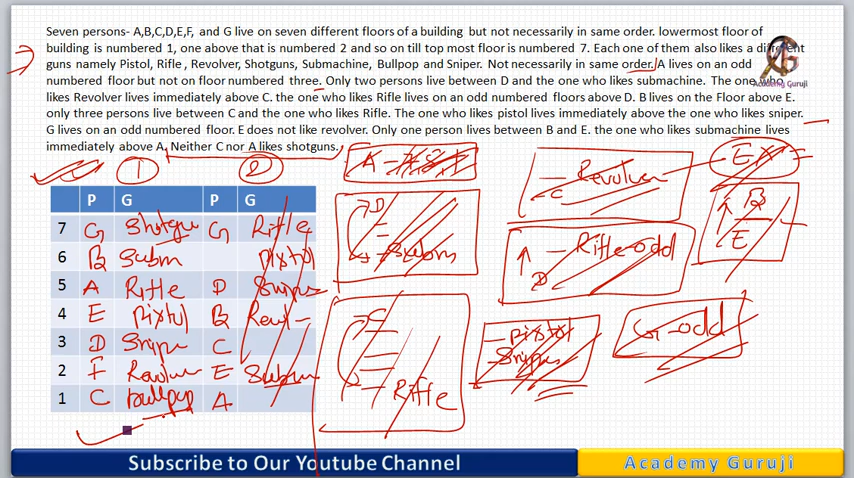 Seven persons- A,B,C,D,E,F, and G live on seven different floors of a building but not necessarily in same order. lowermost floor of
building is numbered 1, one above that is numbered 2 and so on till top most floor is numbered 7. Each one of them also likes a different
guns namely Pistol, Rifle , Revolver, Shotguns, Submachine, Bullpop and Sniper. Not necessarily in same order. A lives on an odd
numbered floor but not on floor numbered three. Only two persons live between D and the one who likes submachine. The one who
likes Revolver lives immediately above C. the one who likes Rifle lives on an odd numbered floors above D. B lives on the Floor above E.
only three persons live between C and the one who likes Rifle. The one who likes pistol lives immediately above the one who likes sniper.
G lives on an odd numbered floor. E does not like revolver. Only one person lives between B and E. the one who likes submachine lives
immediately above A. Neither C nor A likes shotguns.
Academy Guruji
1 2
P G P G
7 G Shotgun G Rifle
6 B Subm Pistol
5 A Rifle D Sniper
4 E Pistol B Revol-
3 D Snipe C
2 F Revolver E Subm
1 C bullpop A
D
- Subm
C
- Rifle
- Revolver
C
- Rifle-odd
D
- pistol
- Sniper
E
B
E
G-odd
Subscribe to Our Youtube Channel
Academy Guruji